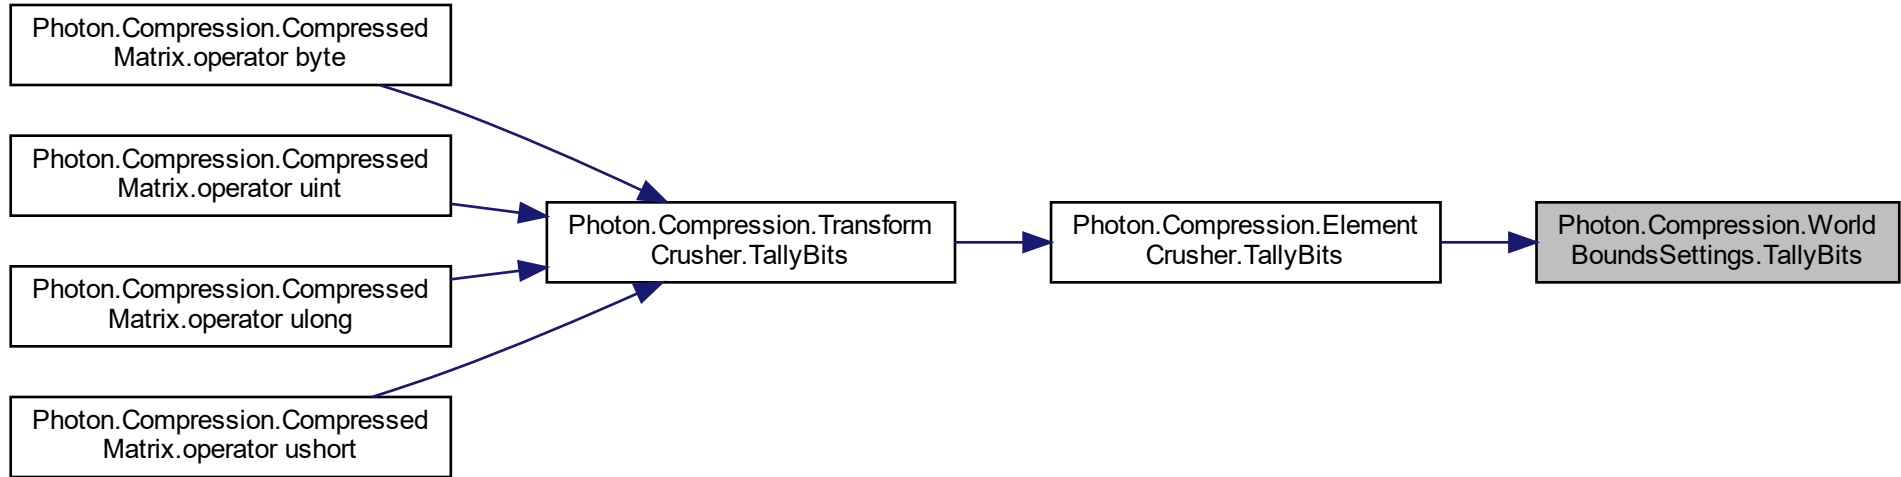 Photon.Compression.Compressed
Matrix.operator byte
Photon.Compression.Compressed
Matrix.operator uint
Photon.Compression.Compressed
Matrix.operator ulong
Photon.Compression.Compressed
Matrix.operator ushort
Photon.Compression.Transform
Crusher.TallyBits
Photon.Compression.Element
Crusher.TallyBits
Photon.Compression.World
BoundsSettings.TallyBits